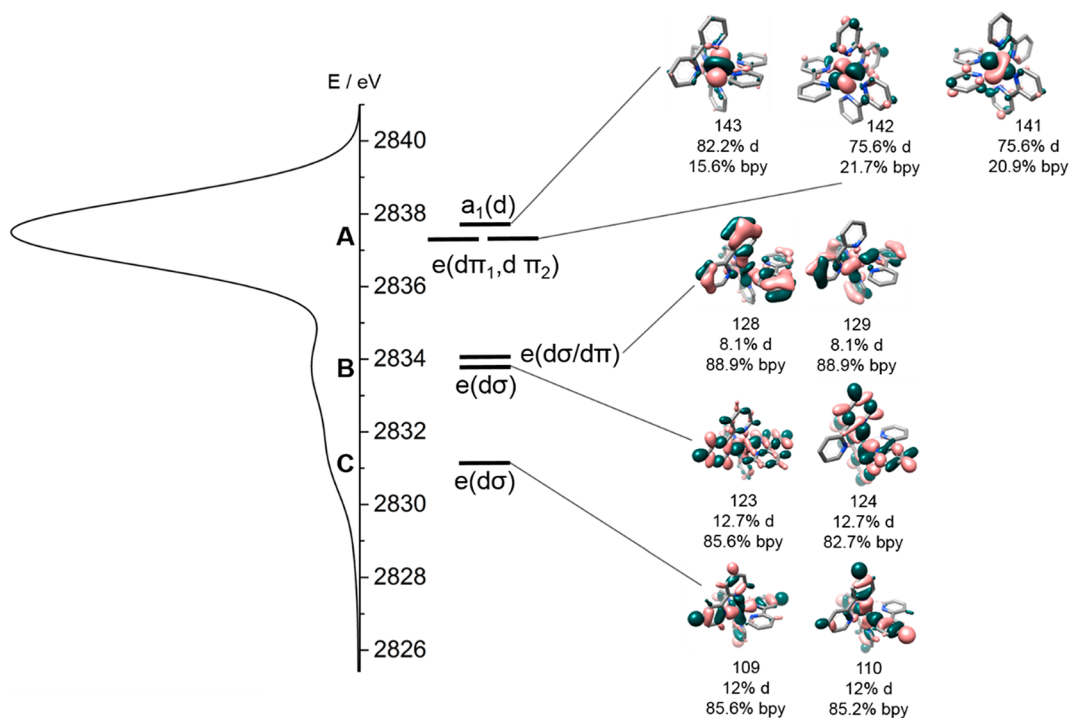 E / eV
2840
2838
2836
2834
2832
2830
2828
2826
A
B
C
a₁(d)
e(dπ₁,d π₂)
e(dσ/dπ)
e(dσ)
e(dσ)
143
82.2% d
15.6% bpy
142
75.6% d
21.7% bpy
141
75.6% d
20.9% bpy
128
8.1% d
88.9% bpy
129
8.1% d
88.9% bpy
123
12.7% d
85.6% bpy
124
12.7% d
82.7% bpy
109
12% d
85.6% bpy
110
12% d
85.2% bpy